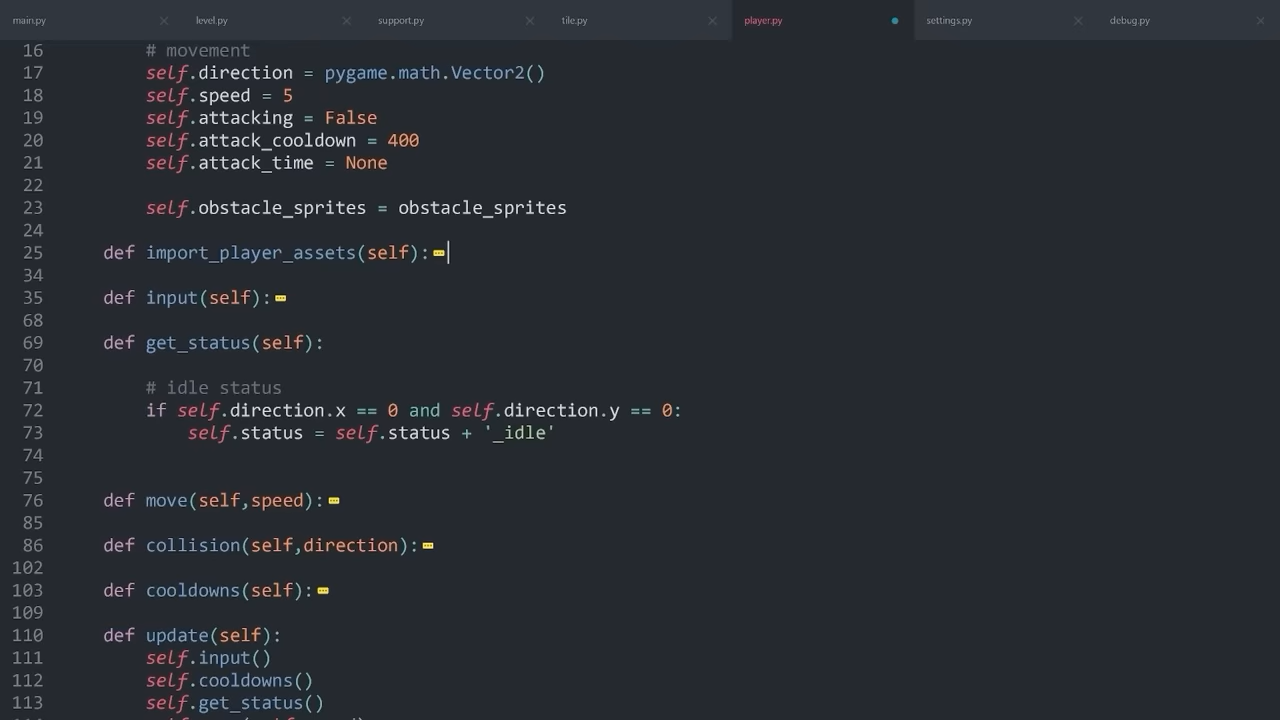 main.py
level.py
support.py
tile.py
player.py
settings.py
debug.py
16 # movement
17 self.direction = pygame.math.Vector2()
18 self.speed = 5
19 self.attacking = False
20 self.attack_cooldown = 400
21 self.attack_time = None
22
23 self.obstacle_sprites = obstacle_sprites
24
25 def import_player_assets(self):
34
35 def input(self):
68
69 def get_status(self):
70
71 # idle status
72 if self.direction.x == 0 and self.direction.y == 0:
73 self.status = self.status + '_idle'
74
75
76 def move(self,speed):
85
86 def collision(self,direction):
102
103 def cooldowns(self):
109
110 def update(self):
111 self.input()
112 self.cooldowns()
113 self.get_status()